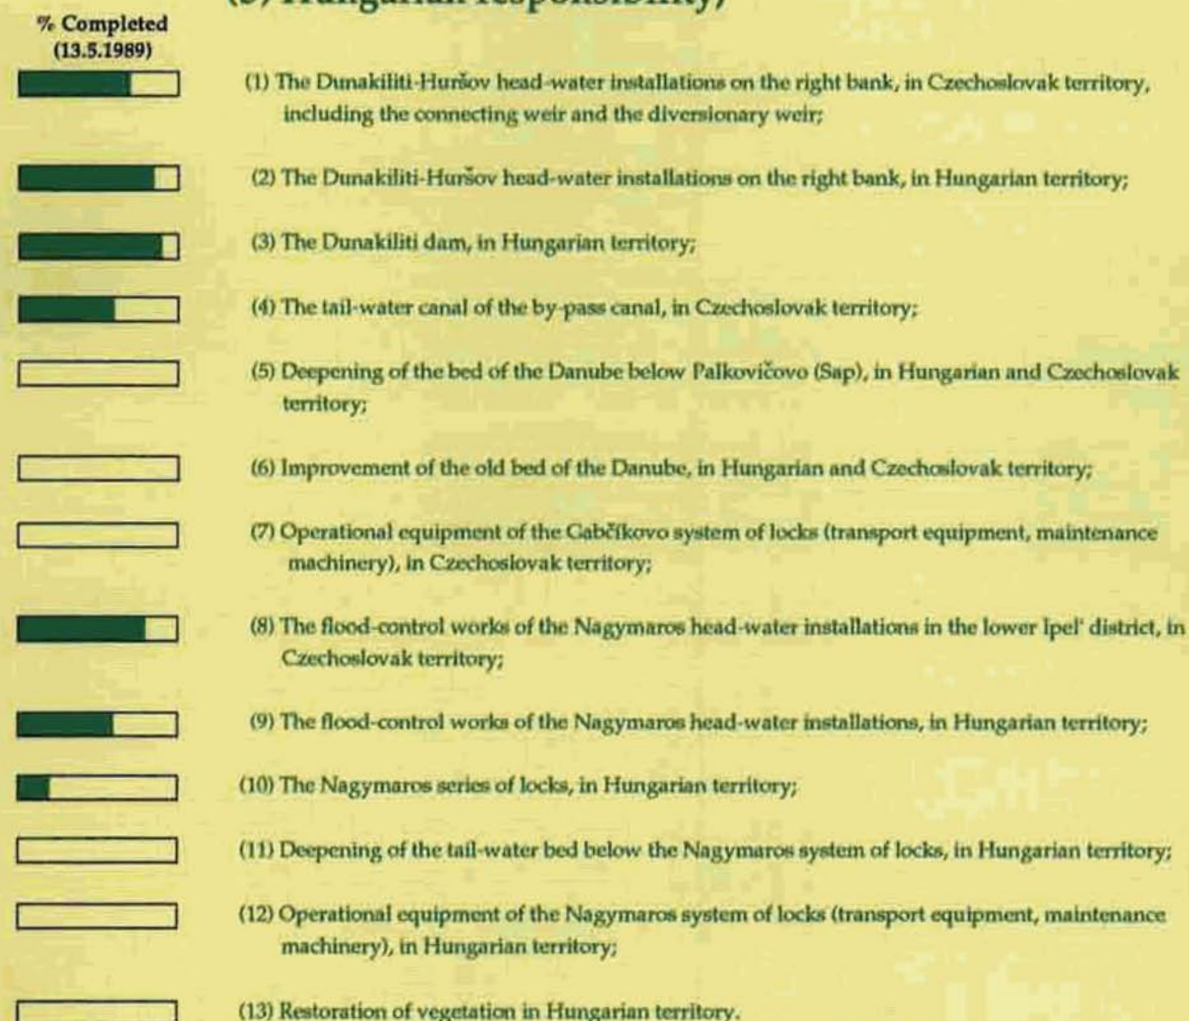 Hungarian responsibility;
% Completed
(13.5.1989)
(1) The Dunakiliti-Huršov head-water installations on the right bank, in Czechoslovak territory,
including the connecting weir and the diversionary weir;
(2) The Dunakiliti-Huršov head-water installations on the right bank, in Hungarian territory;
(3) The Dunakiliti dam, in Hungarian territory;
(4) The tail-water canal of the by-pass canal, in Czechoslovak territory;
(5) Deepening of the bed of the Danube below Palkovičovo (Sap), in Hungarian and Czechoslovak
territory;
(6) Improvement of the old bed of the Danube, in Hungarian and Czechoslovak territory;
(7) Operational equipment of the Gabčíkovo system of locks (transport equipment, maintenance
machinery), in Czechoslovak territory;
(8) The flood-control works of the Nagymaros head-water installations in the lower Ipel' district, in
Czechoslovak territory;
(9) The flood-control works of the Nagymaros head-water installations, in Hungarian territory;
(10) The Nagymaros series of locks, in Hungarian territory;
(11) Deepening of the tail-water bed below the Nagymaros system of locks, in Hungarian territory;
(12) Operational equipment of the Nagymaros system of locks (transport equipment, maintenance
machinery), in Hungarian territory;
(13) Restoration of vegetation in Hungarian territory.